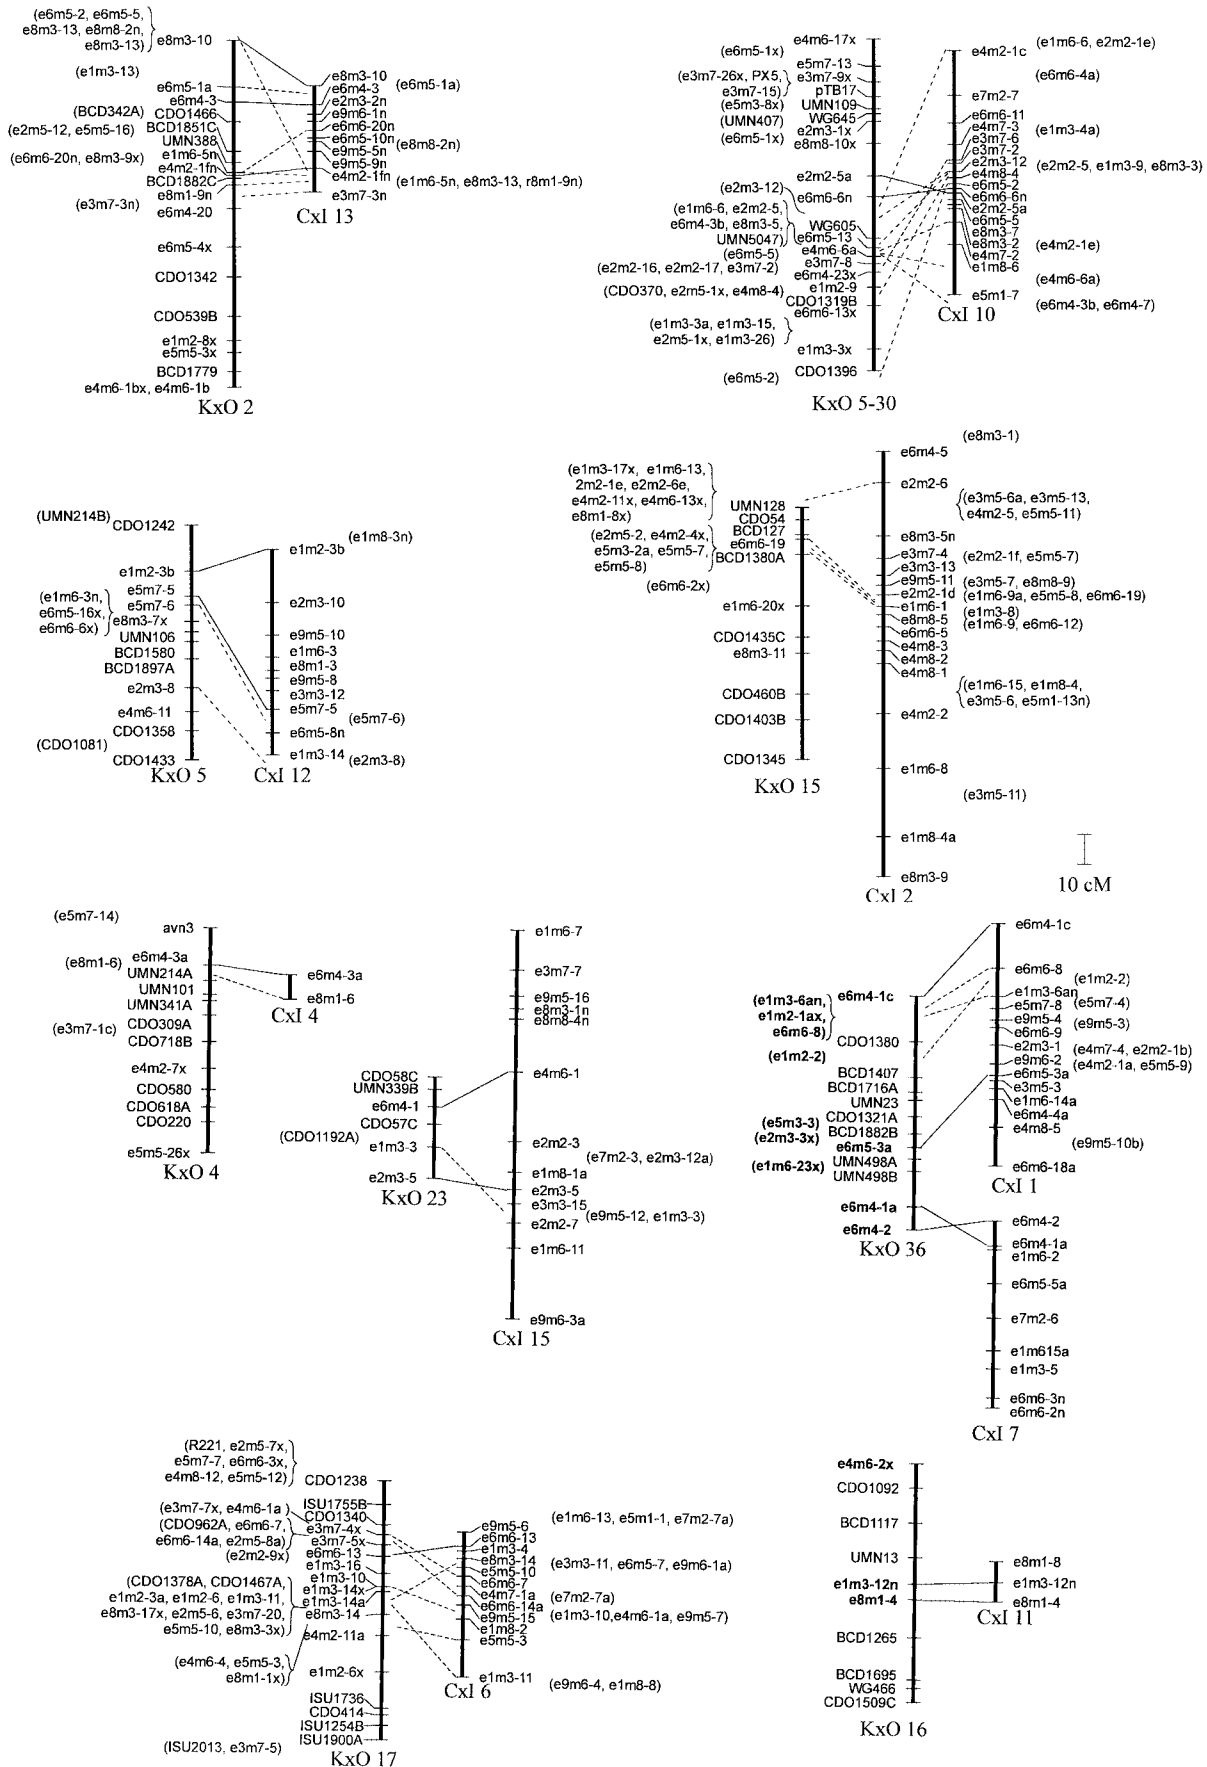 (e6m5-2, e6m5-5,
e8m3-13, e8m8-2n,
e8m3-13)
e8m3-10
(e1m3-13)
e6m5-1a
e6m4-3
(BCD342A)
CDO1466
(e2m5-12, e5m5-16)
BCD1851C
UMN388
(e6m6-20n, e8m3-9x)
e1m6-5n
e4m2-1fn
BCD1882C
e8m1-9n
(e3m7-3n)
e6m4-20
e6m5-4x
CDO1342
CDO539B
e1m2-8x
e5m5-3x
BCD1779
e4m6-1bx, e4m6-1b
KxO 2
e8m3-10
e6m4-3
(e6m5-1a)
e2m3-2n
e9m6-1n
e6m6-20n
e6m5-10n
(e8m8-2n)
e9m5-5n
e9m5-9n
e4m2-1fn
(e1m6-5n, e8m3-13, r8m1-9n)
e3m7-3n
CxI 13
e4m6-17x
(e6m5-1x)
e5m7-13
(e3m7-26x, PX5,
e3m7-15)
e3m7-9x
pTB17
(e5m3-8x)
UMN109
(UMN407)
WG645
e2m3-1x
(e6m5-1x)
e8m8-10x
e2m2-5a
(e2m3-12)
e6m6-6n
(e1m6-6, e2m2-5,
e6m4-3b, e8m3-5,
UMN5047)
WG605
e6m5-13
(e6m5-5)
e4m6-6a
(e2m2-16, e2m2-17, e3m7-2)
e3m7-8
e6m4-23x
(CDO370, e2m5-1x, e4m8-4)
e1m2-9
CDO1319B
e6m6-13x
(e1m3-3a, e1m3-15,
e2m5-1x, e1m3-26)
e1m3-3x
(e6m5-2)
CDO1396
KxO 5-30
e4m2-1c
(e1m6-6, e2m2-1e)
(e6m6-4a)
e7m2-7
e6m6-11
e4m7-3
(e1m3-4a)
e3m7-6
e3m7-2
e2m3-12
(e2m2-5, e1m3-9, e8m3-3)
e4m8-4
e6m5-2
e6m6-6n
e2m2-5a
e6m5-5
e8m3-7
e8m3-2
(e4m2-1e)
e4m7-2
e1m8-6
(e4m6-6a)
e5m1-7
(e6m4-3b, e6m4-7)
CxI 10
(UMN214B)
CDO1242
e1m2-3b
e5m7-5
(e1m6-3n,
e6m5-16x,
e6m6-6x)
e5m7-6
e8m3-7x
UMN106
BCD1580
BCD1897A
e2m3-8
e4m6-11
CDO1358
(CDO1081)
CDO1433
KxO 5
(e1m8-3n)
e1m2-3b
e2m3-10
e9m5-10
e1m6-3
e8m1-3
e9m5-8
e3m3-12
e5m7-5
(e5m7-6)
e6m5-8n
e1m3-14
(e2m3-8)
CxI 12
(e1m3-17x, e1m6-13,
2m2-1e, e2m2-6e,
e4m2-11x, e4m6-13x,
e8m1-8x)
UMN128
CDO54
(e2m5-2, e4m2-4x,
e5m3-2a, e5m5-7,
e5m5-8)
BCD127
e6m6-19
BCD1380A
(e6m6-2x)
e1m6-20x
CDO1435C
e8m3-11
CDO460B
CDO1403B
CDO1345
KxO 15
(e8m3-1)
e6m4-5
e2m2-6
(e3m5-6a, e3m5-13,
e4m2-5, e5m5-11)
e8m3-5n
e3m7-4
(e2m2-1f, e5m5-7)
e3m3-13
e9m5-11
(e3m5-7, e8m8-9)
e2m2-1d
(e1m6-9a, e5m5-8, e6m6-19)
e1m6-1
(e1m3-8)
e8m8-5
(e1m6-9, e6m6-12)
e6m6-5
e4m8-3
e4m8-2
e4m8-1
(e1m6-15, e1m8-4,
e3m5-6, e5m1-13n)
e4m2-2
e1m6-8
(e3m5-11)
e1m8-4a
e8m3-9
CxI 2
10 cM
(e5m7-14)
avn3
e6m4-3a
(e8m1-6)
UMN214A
UMN101
UMN341A
(e3m7-1c)
CDO309A
CDO718B
e4m2-7x
CDO580
CDO618A
CDO220
e5m5-26x
KxO 4
e6m4-3a
e8m1-6
CxI 4
CDO58C
UMN339B
e6m4-1
CDO57C
(CDO1192A)
e1m3-3
e2m3-5
KxO 23
e1m6-7
e3m7-7
e9m5-16
e8m3-1n
e8m8-4n
e4m6-1
e2m2-3
(e7m2-3, e2m3-12a)
e1m8-1a
e2m3-5
e3m3-15
(e9m5-12, e1m3-3)
e2m2-7
e1m6-11
e9m6-3a
CxI 15
e6m4-1c
(e1m3-6an,
e1m2-1ax,
e6m6-8)
CDO1380
(e1m2-2)
BCD1407
BCD1716A
UMN23
(e5m3-3)
CDO1321A
(e2m3-3x)
BCD1882B
e6m5-3a
(e1m6-23x)
UMN498A
UMN498B
e6m4-1a
e6m4-2
KxO 36
e6m4-1c
e6m6-8
(e1m2-2)
e1m3-6an
e5m7-8
(e5m7-4)
e9m5-4
(e9m5-3)
e6m6-9
e2m3-1
(e4m7-4, e2m2-1b)
e9m6-2
(e4m2-1a, e5m5-9)
e6m5-3a
e3m5-3
e1m6-14a
e6m4-4a
e4m8-5
(e9m5-10b)
e6m6-18a
CxI 1
e6m4-2
e6m4-1a
e1m6-2
e6m5-5a
e7m2-6
e1m615a
e1m3-5
e6m6-3n
e6m6-2n
CxI 7
(R221, e2m5-7x,
e5m7-7, e6m6-3x,
e4m8-12, e5m5-12)
CDO1238
(e3m7-7x, e4m6-1a)
ISU1755B
CDO1340
(CDO962A, e6m6-7,
e6m6-14a, e2m5-8a)
e3m7-4x
e3m7-5x
(e2m2-9x)
e6m6-13
e1m3-16
(CDO1378A, CDO1467A,
e1m2-3a, e1m2-6, e1m3-11,
e8m3-17x, e2m5-6, e3m7-20,
e5m5-10, e8m3-3x)
e1m3-10
e1m3-14x
e1m3-14a
e8m3-14
e4m2-11a
(e4m6-4, e5m5-3,
e8m1-1x)
e1m2-6x
ISU1736
CDO414
ISU1254B
(ISU2013, e3m7-5)
ISU1900A
KxO 17
e9m5-6
(e1m6-13, e5m1-1, e7m2-7a)
e6m6-13
e1m3-4
e8m3-14
(e3m3-11, e6m5-7, e9m6-1a)
e5m5-10
e6m6-7
e4m7-1a
(e7m2-7a)
e6m6-14a
e9m5-15
(e1m3-10,e4m6-1a, e9m5-7)
e1m8-2
e5m5-3
e1m3-11
(e9m6-4, e1m8-8)
CxI 6
e4m6-2x
CDO1092
BCD1117
UMN13
e1m3-12n
e8m1-4
BCD1265
BCD1695
WG466
CDO1509C
KxO 16
e8m1-8
e1m3-12n
e8m1-4
CxI 11